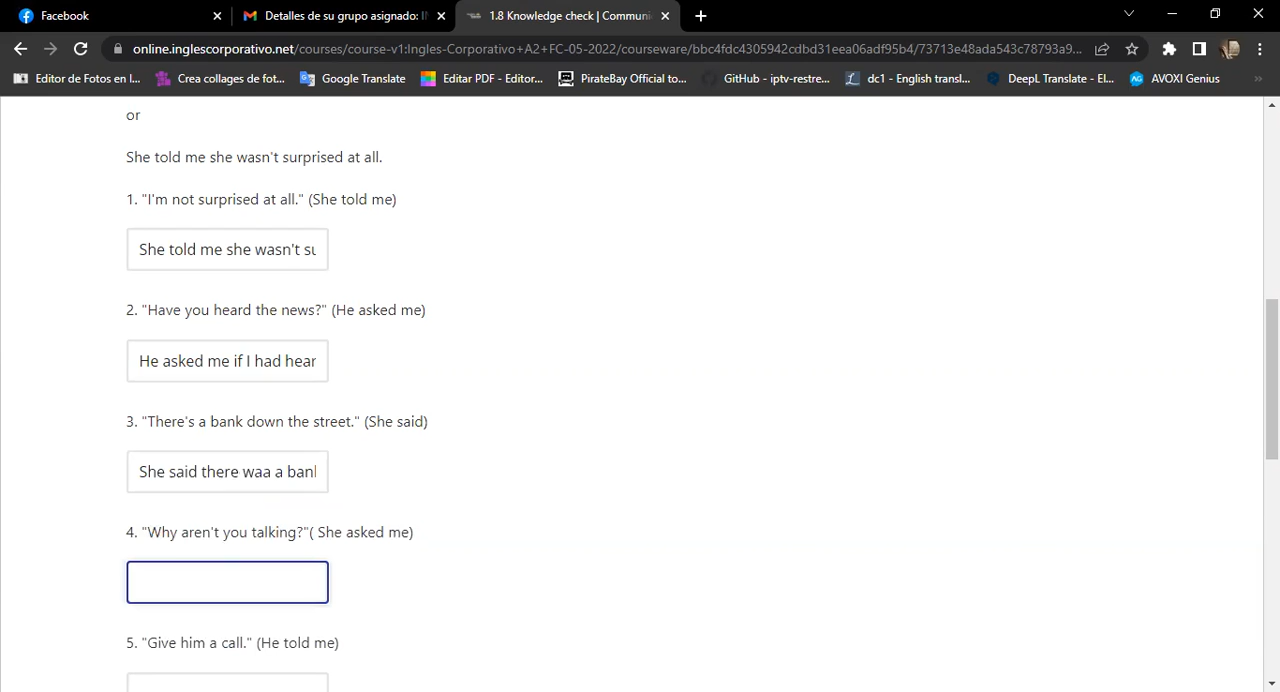 Facebook
Detalles de su grupo asignado: I
1.8 Knowledge check | Communi
online.inglescorporativo.net/courses/course-v1:Ingles-Corporativo+A2+FC-05-2022/courseware/bbc4fdc4305942cdbd31eea06adf95b4/73713e48ada543c78793a9...
Editor de Fotos en l...
Crea collages de fot...
Google Translate
Editar PDF - Editor...
PirateBay Official to...
GitHub - iptv-restre...
dc1 - English transl...
DeepL Translate - El...
AVOXI Genius
or
She told me she wasn't surprised at all.
1. "I'm not surprised at all." (She told me)
She told me she wasn't su
2. "Have you heard the news?" (He asked me)
He asked me if I had hear
3. "There's a bank down the street." (She said)
She said there waa a bank
4. "Why aren't you talking?"( She asked me)
5. "Give him a call." (He told me)